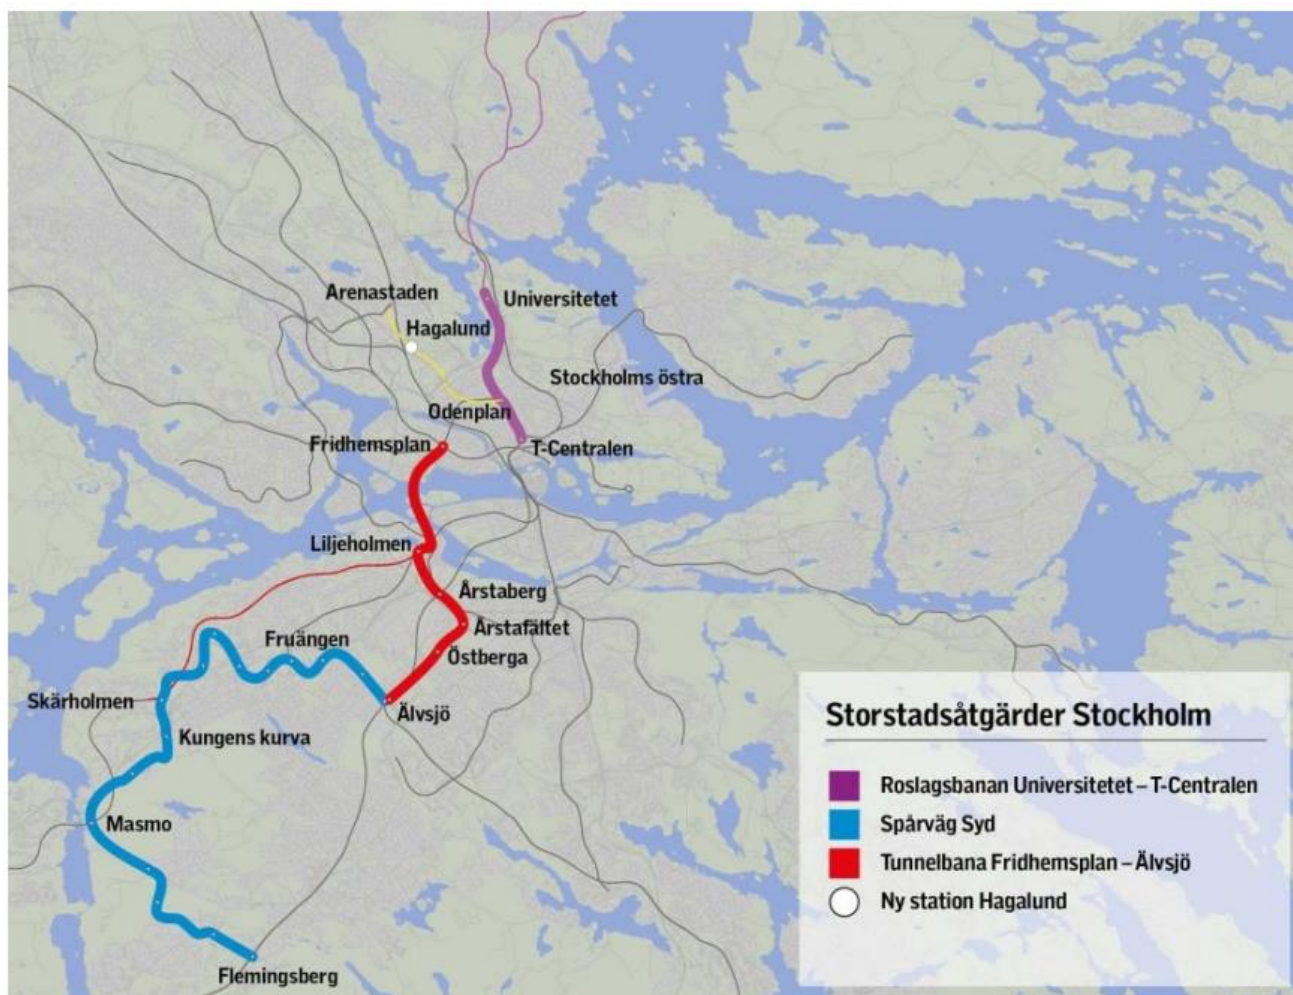 Arenastaden
Universitetet
Hagalund
Stockholms östra
Odenplan
Fridhemsplan
T-Centralen
Liljeholmen
Årstaberg
Årstafältet
Fruängen
Östberga
Skärholmen
Älvsjö
Kungens kurva
Masmo
Flemingsberg
Storstadsåtgärder Stockholm
Roslagsbanan Universitetet – T-Centralen
Spårväg Syd
Tunnelbana Fridhemsplan – Älvsjö
Ny station Hagalund